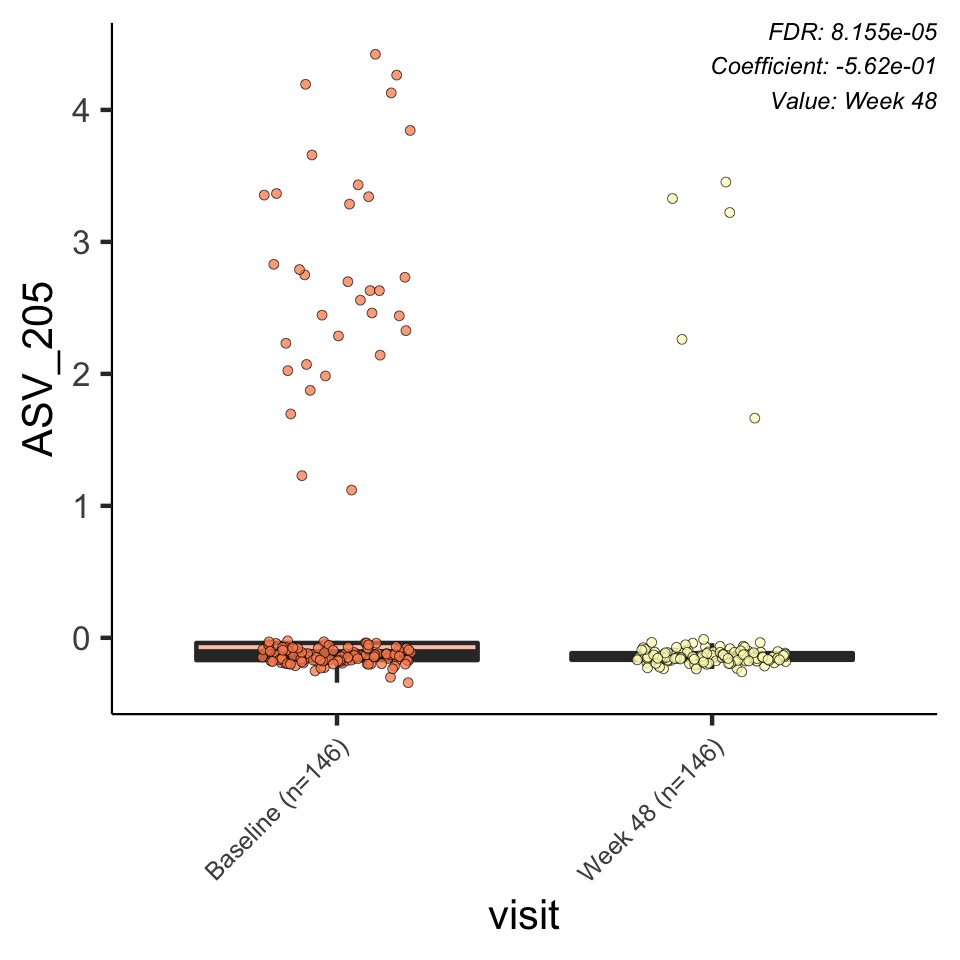 FDR: 8.155e-05
Coefficient: -5.62e-01
Value: Week 48
ASV_205
4
3
2
1
0
Baseline (n=146)
Week 48 (n=146)
visit